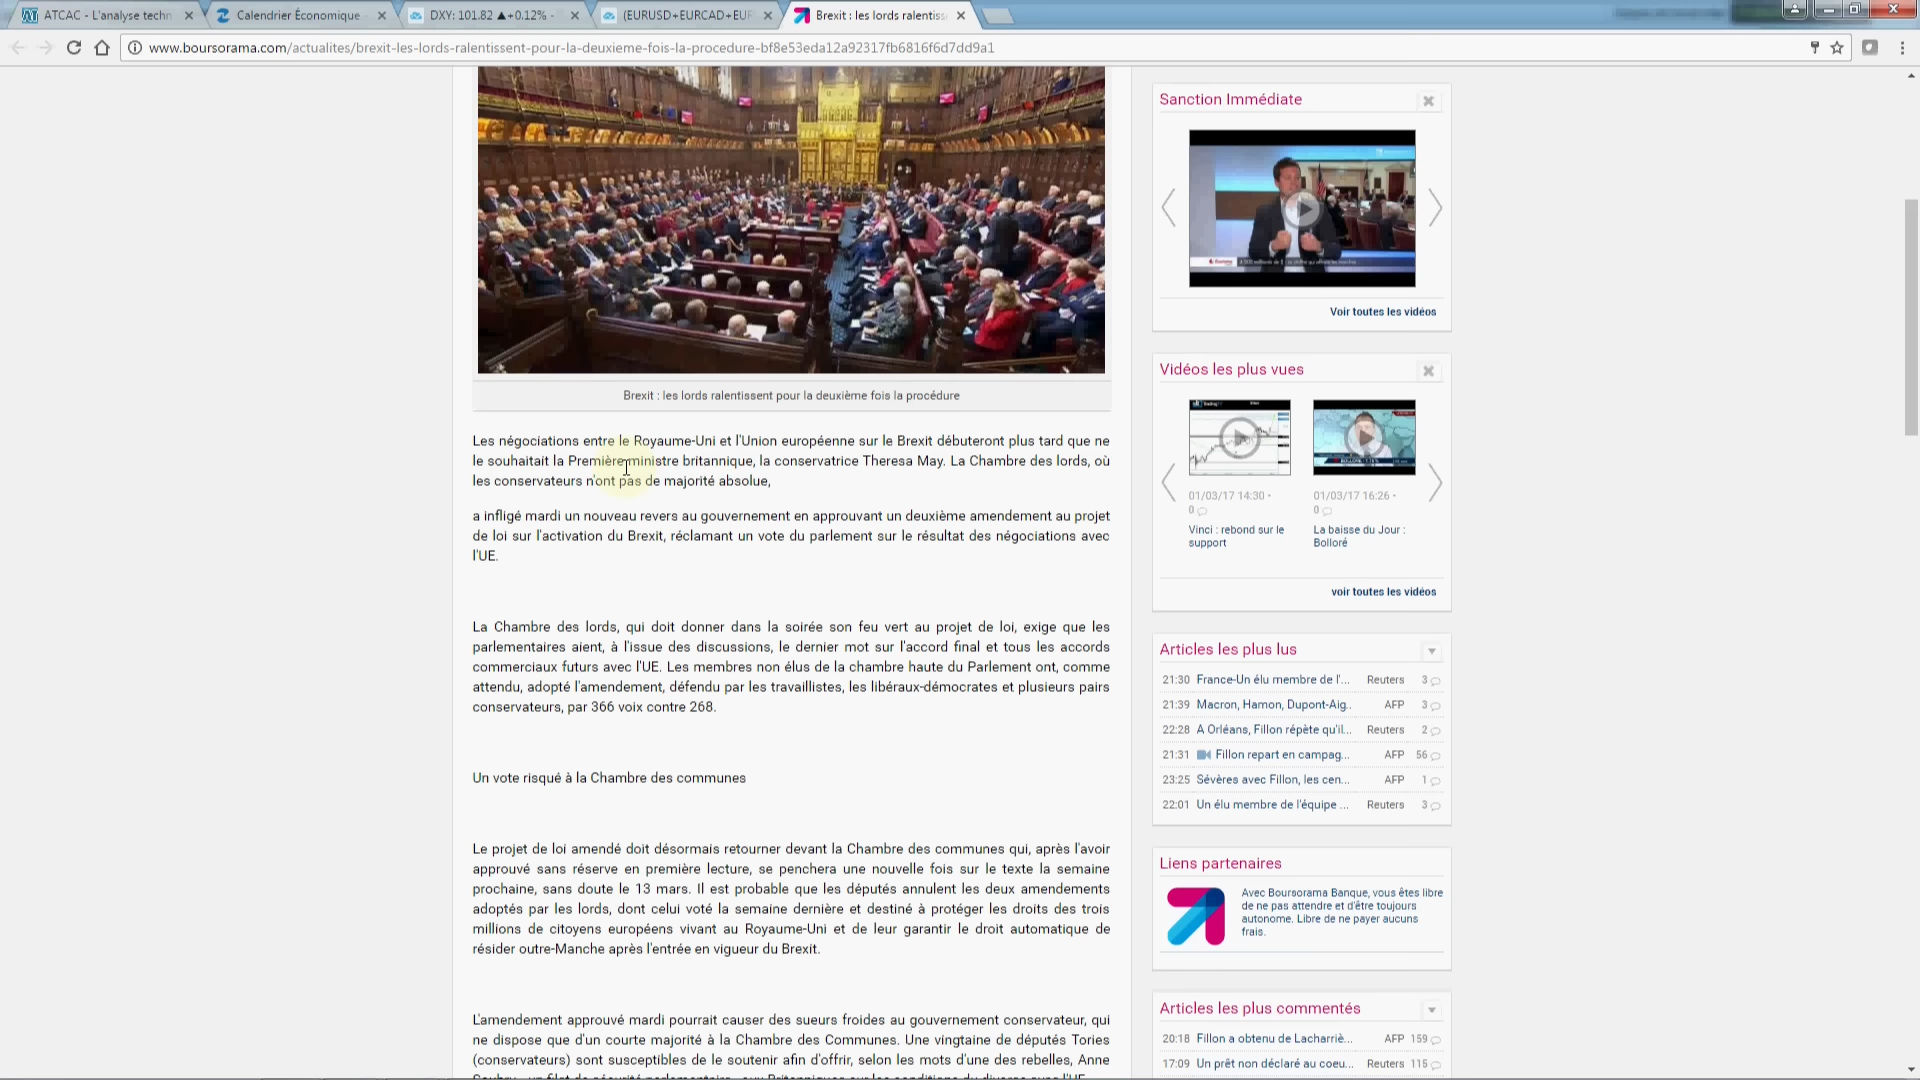 ATCAC - L'analyse techn
Calendrier Économique
DXY: 101.82 ▲+0.12% -
(EURUSD+EURCAD+EUF
Brexit : les lords ralentiss
www.boursorama.com/actualites/brexit-les-lords-ralentissent-pour-la-deuxieme-fois-la-procedure-bf8e53eda12a92317fb6816f6d7dd9a1
Brexit : les lords ralentissent pour la deuxième fois la procédure
Les négociations entre le Royaume-Uni et l'Union européenne sur le Brexit débuteront plus tard que ne
le souhaitait la Première ministre britannique, la conservatrice Theresa May. La Chambre des lords, où
les conservateurs n'ont pas de majorité absolue,
a infligé mardi un nouveau revers au gouvernement en approuvant un deuxième amendement au projet
de loi sur l'activation du Brexit, réclamant un vote du parlement sur le résultat des négociations avec
l'UE.
La Chambre des lords, qui doit donner dans la soirée son feu vert au projet de loi, exige que les
parlementaires aient, à l'issue des discussions, le dernier mot sur l'accord final et tous les accords
commerciaux futurs avec l'UE. Les membres non élus de la chambre haute du Parlement ont, comme
attendu, adopté l'amendement, défendu par les travaillistes, les libéraux-démocrates et plusieurs pairs
conservateurs, par 366 voix contre 268.
Un vote risqué à la Chambre des communes
Le projet de loi amendé doit désormais retourner devant la Chambre des communes qui, après l'avoir
approuvé sans réserve en première lecture, se penchera une nouvelle fois sur le texte la semaine
prochaine, sans doute le 13 mars. Il est probable que les députés annulent les deux amendements
adoptés par les lords, dont celui voté la semaine dernière et destiné à protéger les droits des trois
millions de citoyens européens vivant au Royaume-Uni et de leur garantir le droit automatique de
résider outre-Manche après l'entrée en vigueur du Brexit.
L'amendement approuvé mardi pourrait causer des sueurs froides au gouvernement conservateur, qui
ne dispose que d'un courte majorité à la Chambre des Communes. Une vingtaine de députés Tories
(conservateurs) sont susceptibles de le soutenir afin d'offrir, selon les mots d'une des rebelles, Anne
Sanction Immédiate
Voir toutes les vidéos
Vidéos les plus vues
01/03/17 14:30 •
0
Vinci : rebond sur le
support
01/03/17 16:26 •
0
La baisse du Jour :
Bolloré
voir toutes les vidéos
Articles les plus lus
21:30 France-Un élu membre de l'... Reuters 3
21:39 Macron, Hamon, Dupont-Aig.. AFP 3
22:28 A Orléans, Fillon répète qu'il... Reuters 2
21:31 Fillon repart en campag... AFP 56
23:25 Sévères avec Fillon, les cen... AFP 1
22:01 Un élu membre de l'équipe ... Reuters 3
Liens partenaires
Avec Boursorama Banque, vous êtes libre
de ne pas attendre et d'être toujours
autonome. Libre de ne payer aucuns
frais.
Articles les plus commentés
20:18 Fillon a obtenu de Lacharriè... AFP 159
17:09 Un prêt non déclaré au coeu... Reuters 115